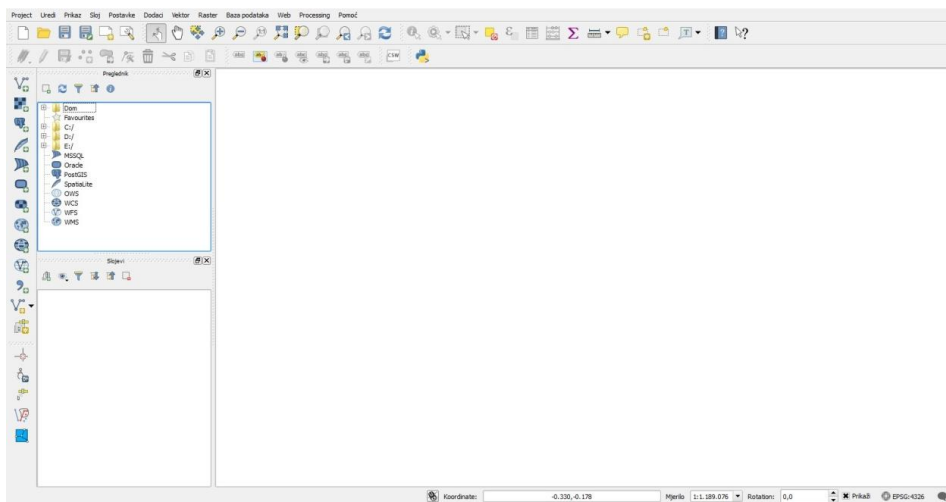 Project Uredi Prikaz Sloj Postavke Dodaci Vektor Raster Baza podataka Web Processing Pomoć
CSW
Preglednik
Dom
Favourites
C:/
D:/
E:/
MSSQL
Oracle
PostGIS
SpatiaLite
OWS
WCS
WFS
WMS
Slojevi
Koordinate: -0.330,-0.178 Mjerilo 1:1.189.076 Rotation: 0,0 Prikaži EPSG:4326